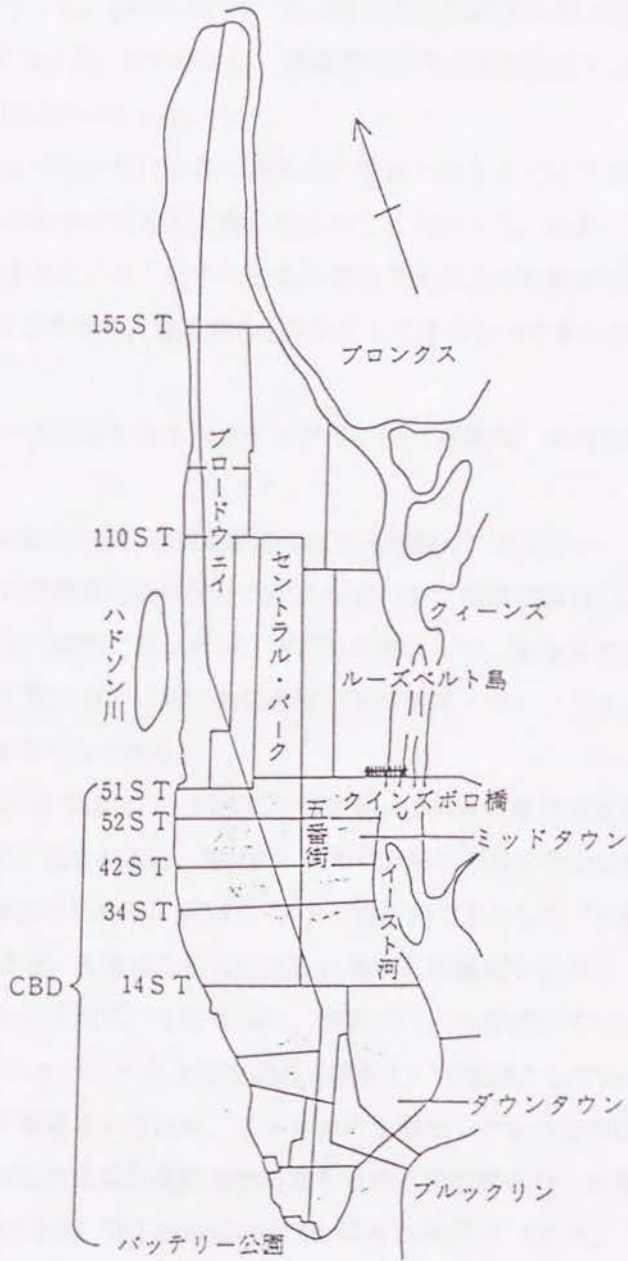 155ST
ブロンクス
ブロードウェイ
110ST
セントラル・パーク
クィーンズ
ハドソン川
ルーズベルト島
51ST
クイーンズボロ橋
52ST
五番街
ミッドタウン
42ST
イースト河
34ST
CBD
14ST
ダウンタウン
ブルックリン
バッテリー公園